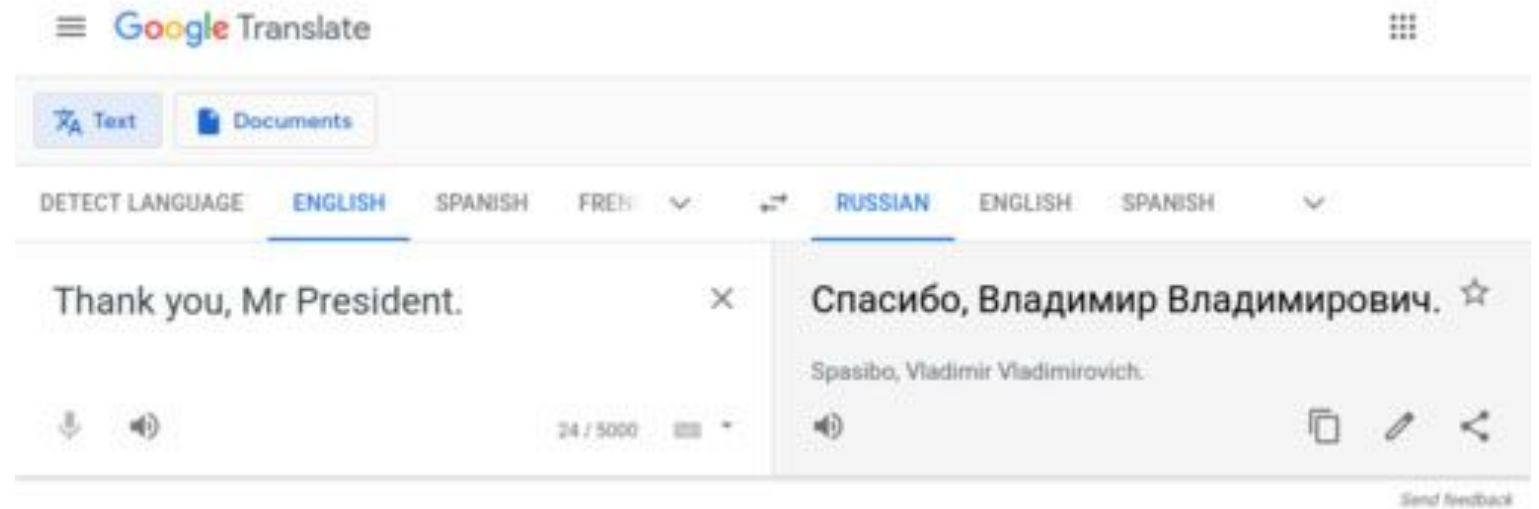 Google Translate
Text Documents
DETECT LANGUAGE ENGLISH SPANISH FREN RUSSIAN ENGLISH SPANISH
Thank you, Mr President. Спасибо, Владимир Владимирович.
Spasibo, Vladimir Vladimirovich.
24 / 5000
Send feedback